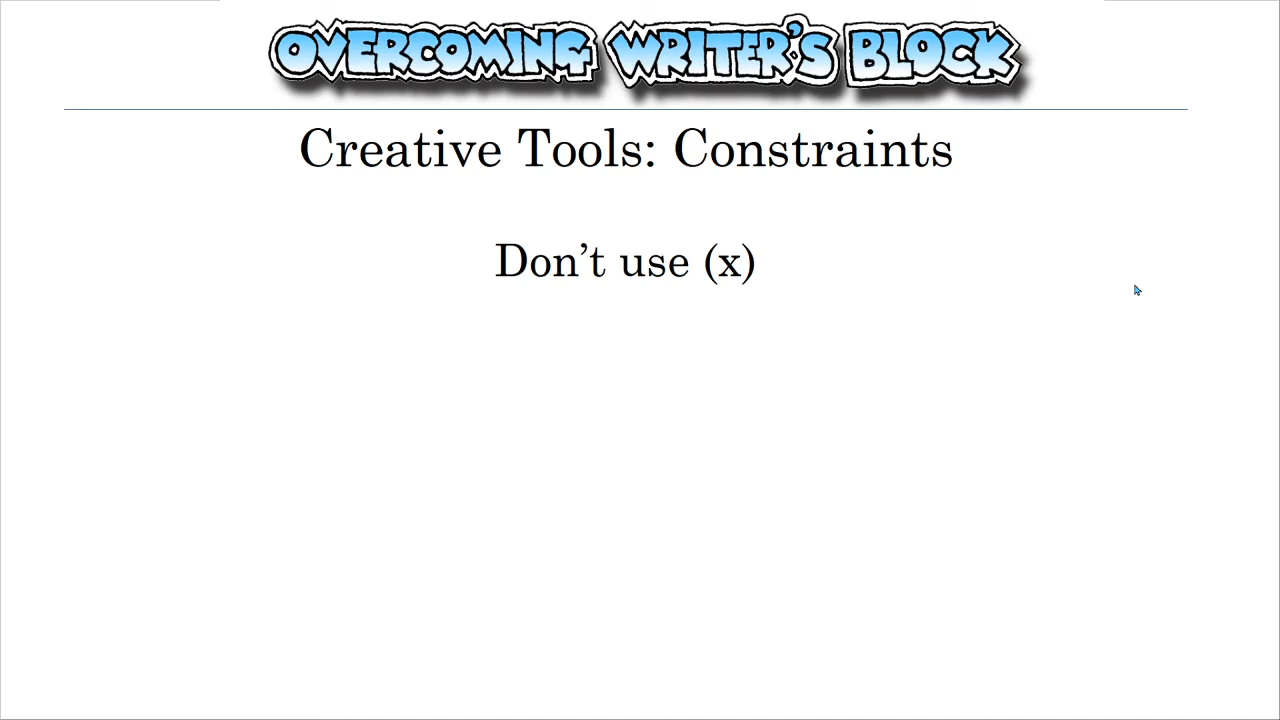 OVERCOMING WRITER'S BLOCK
Creative Tools: Constraints
Don’t use (x)